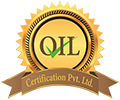 QIL
Certification Pvt. Ltd.